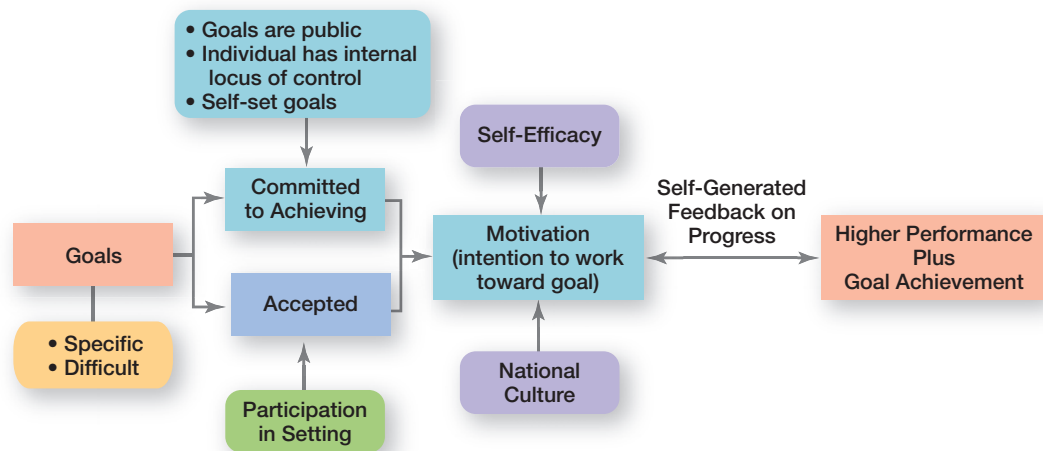 • Goals are public
• Individual has internal
locus of control
• Self-set goals
Self-Efficacy
Committed
to Achieving
Self-Generated
Feedback on
Progress
Goals
Motivation
(intention to work
toward goal)
Higher Performance
Plus
Goal Achievement
Accepted
• Specific
• Difficult
National
Culture
Participation
in Setting